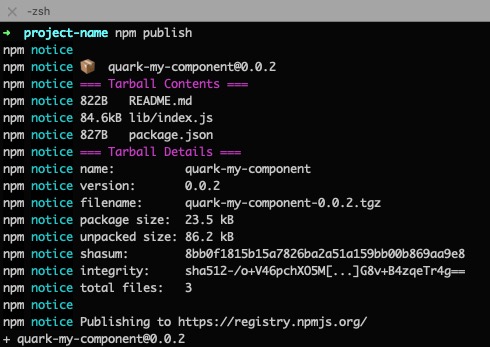 -zsh
➜ project-name npm publish
npm notice
npm notice 📦 quark-my-component@0.0.2
npm notice === Tarball Contents ===
npm notice 822B README.md
npm notice 84.6kB lib/index.js
npm notice 827B package.json
npm notice === Tarball Details ===
npm notice name: quark-my-component
npm notice version: 0.0.2
npm notice filename: quark-my-component-0.0.2.tgz
npm notice package size: 23.5 kB
npm notice unpacked size: 86.2 kB
npm notice shasum: 8bb0f1815b15a7826ba2a51a159bb00b869aa9e8
npm notice integrity: sha512-/o+V46pchXO5M[...]G8v+B4zqeTr4g==
npm notice total files: 3
npm notice
npm notice Publishing to https://registry.npmjs.org/
+ quark-my-component@0.0.2